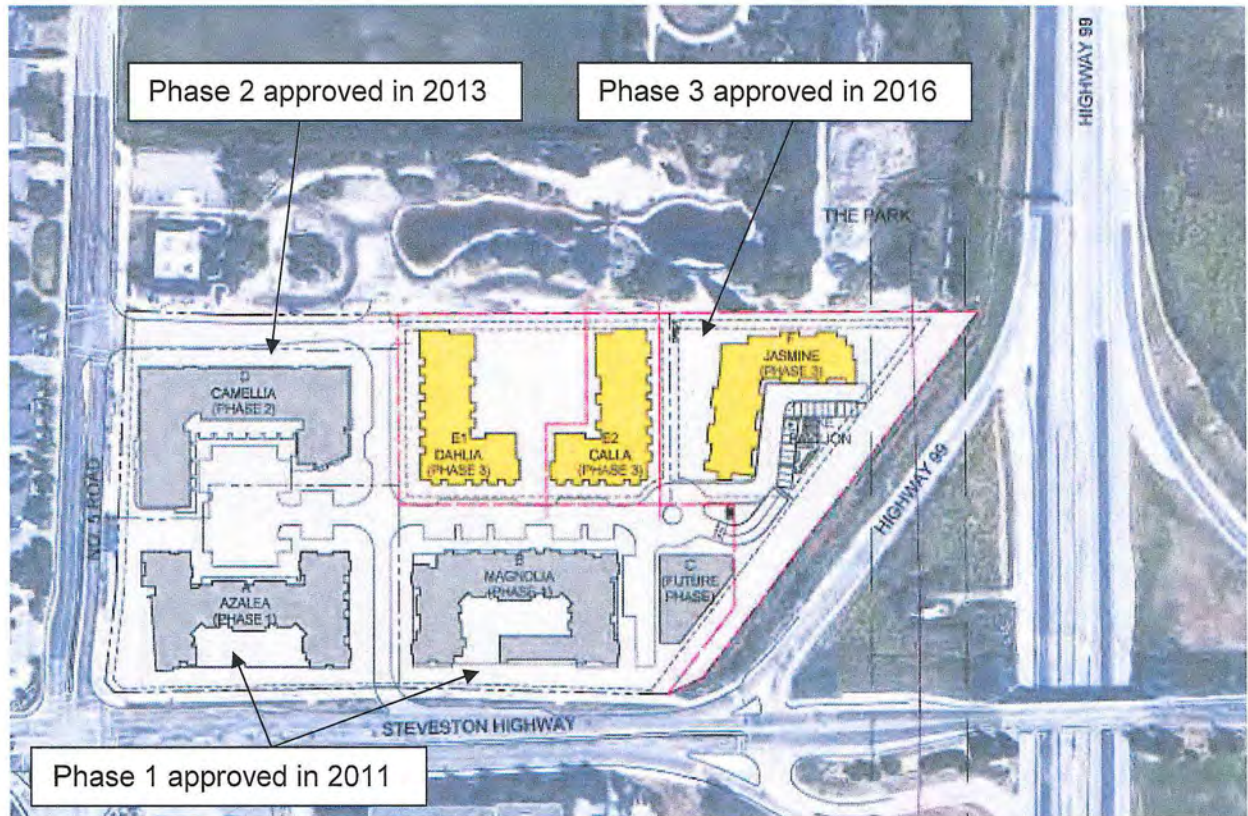 HIGHWAY 99
Phase 2 approved in 2013
Phase 3 approved in 2016
THE PARK
D
CAMELLIA
(PHASE 2)
E1
DAHLIA
(PHASE 3)
E2
CALLA
(PHASE 3)
F
JASMINE
(PHASE 3)
PAVILION
NO. 5 ROAD
HIGHWAY 99
A
AZALEA
(PHASE 1)
B
MAGNOLIA
(PHASE 1)
C
(FUTURE
PHASE)
STEVESTON HIGHWAY
Phase 1 approved in 2011